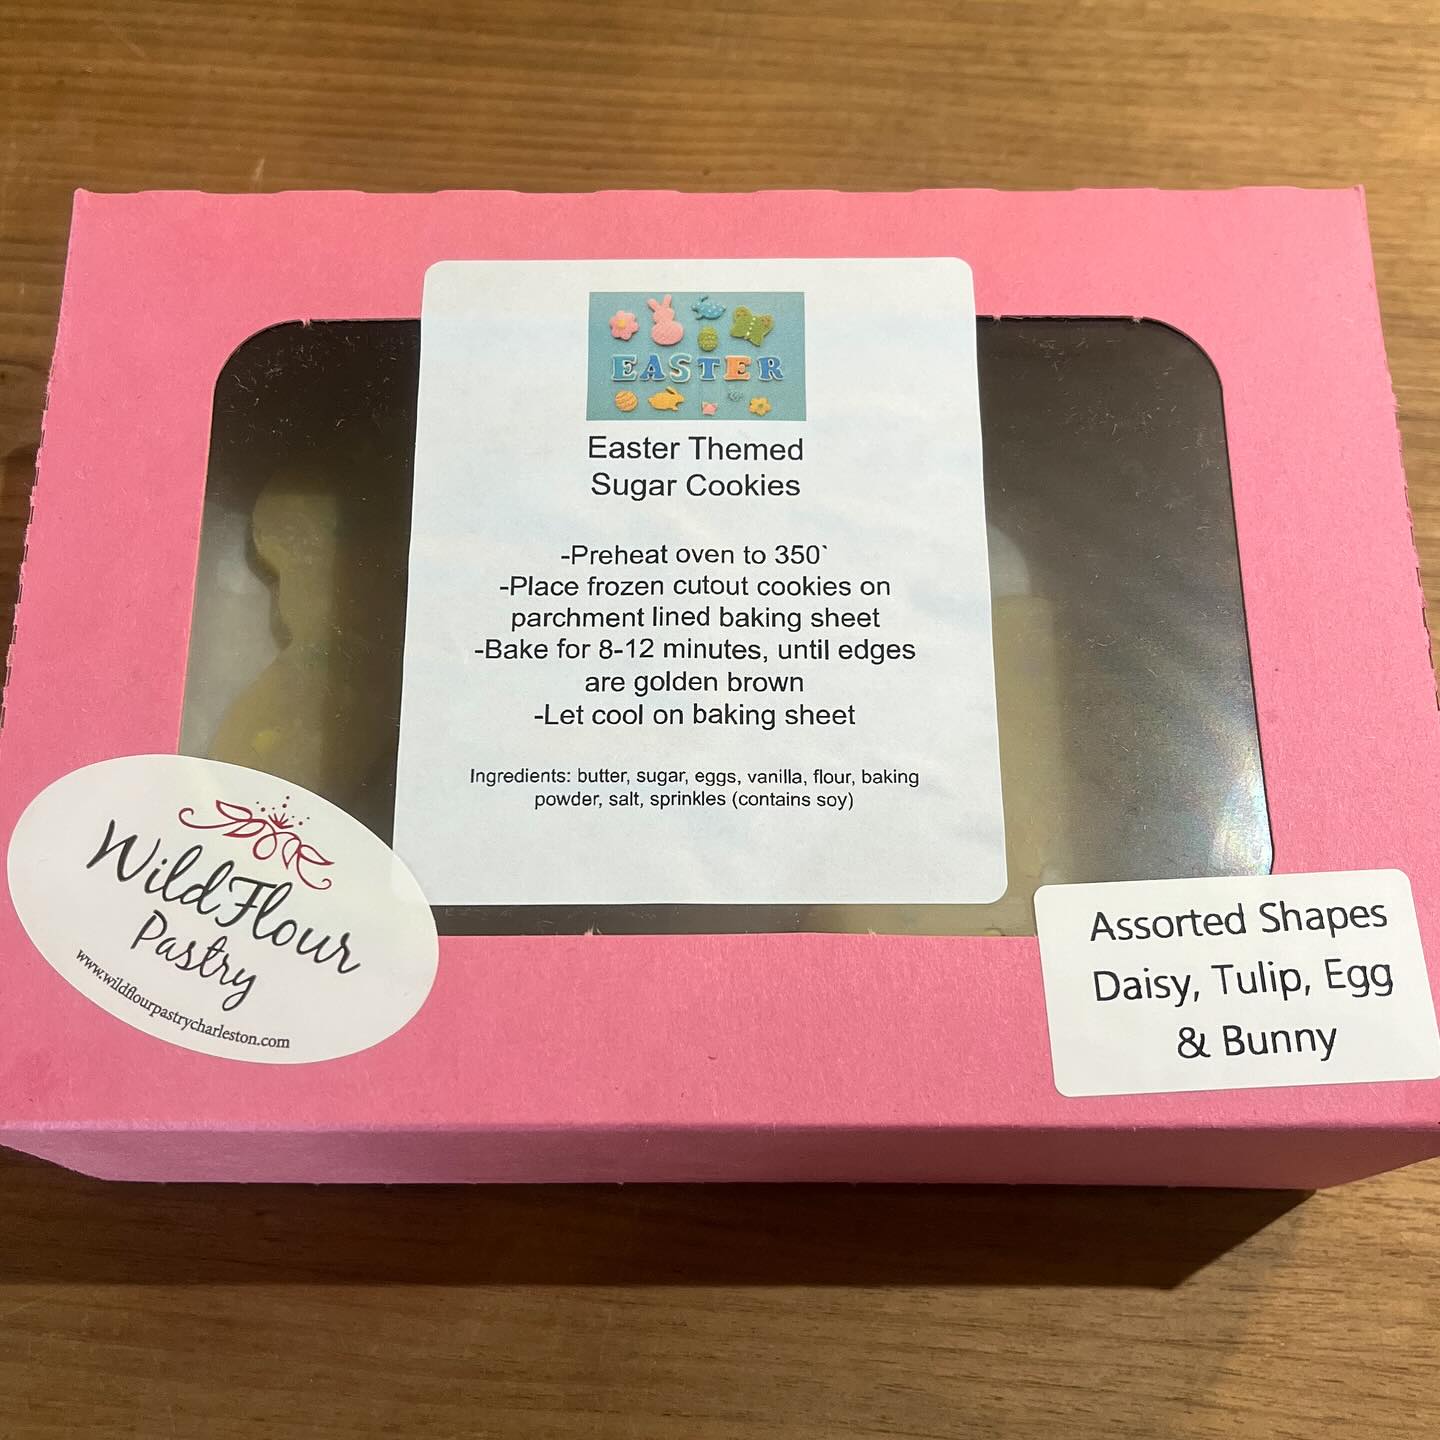 EASTER
Easter Themed
Sugar Cookies
-Preheat oven to 350`
-Place frozen cutout cookies on
parchment lined baking sheet
-Bake for 8-12 minutes, until edges
are golden brown
-Let cool on baking sheet
Ingredients: butter, sugar, eggs, vanilla, flour, baking
powder, salt, sprinkles (contains soy)
WildFlour
Pastry
www.wildflourpastrycharleston.com
Assorted Shapes
Daisy, Tulip, Egg
& Bunny